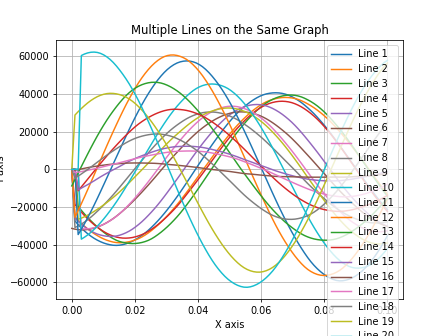 Multiple Lines on the Same Graph
60000
40000
20000
0
−20000
−40000
−60000
0.00
0.02
0.04
0.06
X axis
Line 1
Line 2
Line 3
Line 4
Line 5
Line 6
Line 7
Line 8
Line 9
Line 10
Line 11
Line 12
Line 13
Line 14
Line 15
Line 16
Line 17
Line 18
Line 19
Line 20